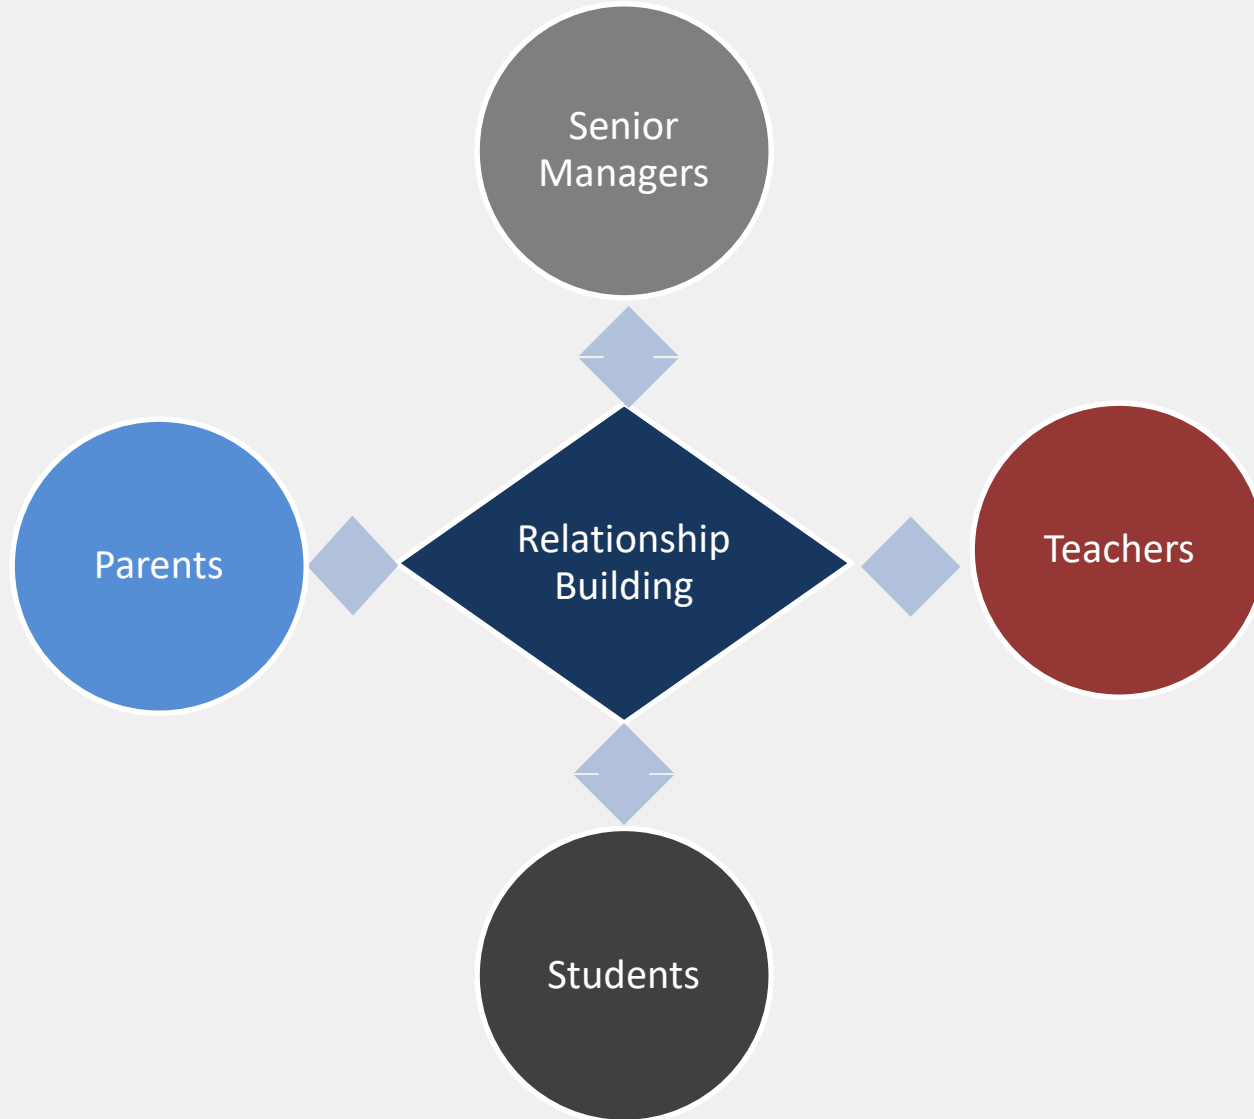 Senior
Managers
Relationship
Building
Parents
Teachers
Students